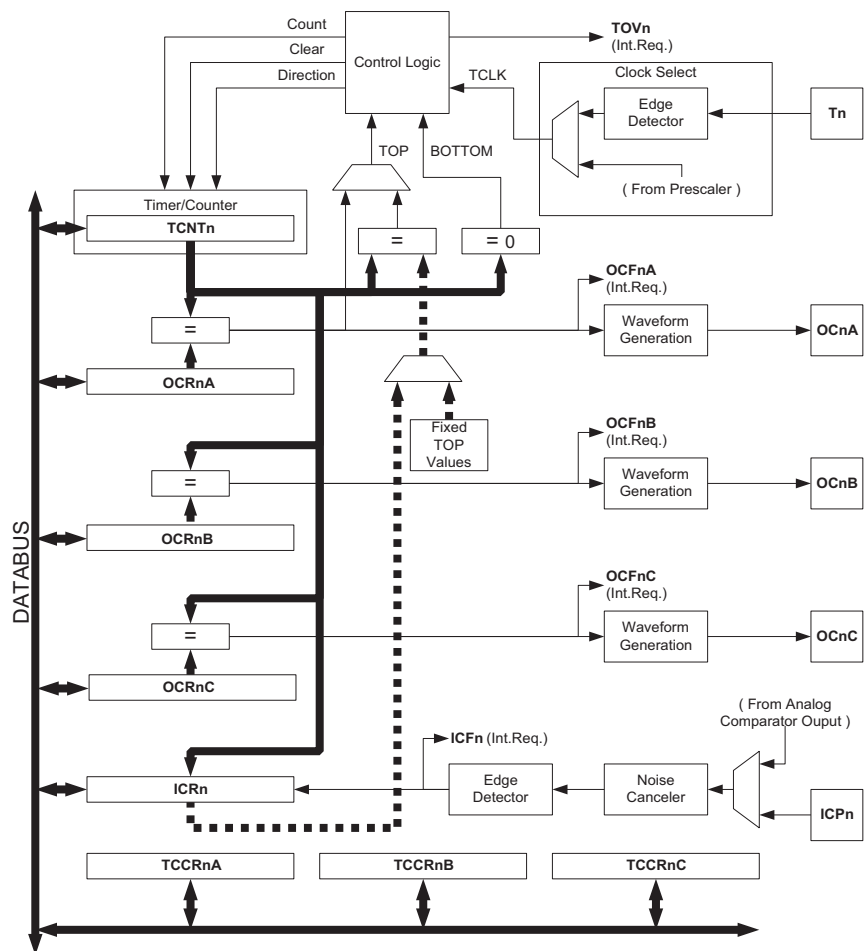 Count
TOVn
(Int.Req.)
Clear
Control Logic
Direction
TCLK
Clock Select
Edge
Detector
Tn
TOP
BOTTOM
( From Prescaler )
Timer/Counter
TCNTn
=
= 0
OCFnA
(Int.Req.)
=
Waveform
Generation
OCnA
OCRnA
Fixed
TOP
Values
OCFnB
(Int.Req.)
=
Waveform
Generation
OCnB
OCRnB
DATABUS
OCFnC
(Int.Req.)
=
Waveform
Generation
OCnC
OCRnC
( From Analog
Comparator Ouput )
ICFn (Int.Req.)
ICRn
Edge
Detector
Noise
Canceler
ICPn
TCCRnA
TCCRnB
TCCRnC